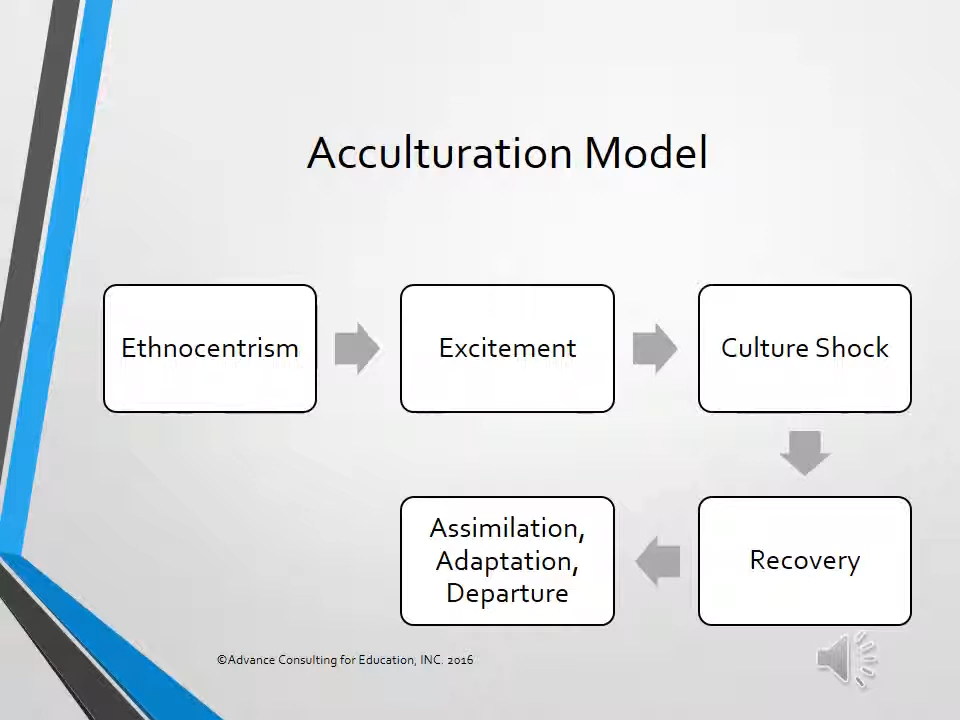 Acculturation Model
Ethnocentrism
Excitement
Culture Shock
Recovery
Assimilation,
Adaptation,
Departure
©Advance Consulting for Education, INC. 2016